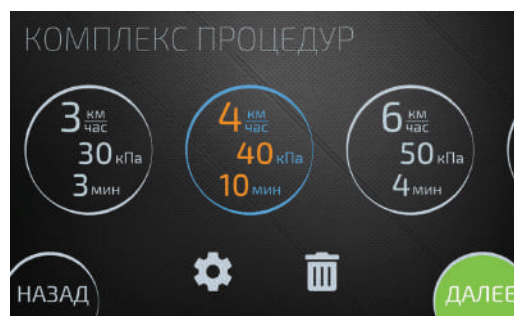 КОМПЛЕКС ПРОЦЕДУР
3 км/час
30 кПа
3 мин
4 км/час
40 кПа
10 мин
6 км/час
50 кПа
4 мин
НАЗАД
ДАЛЕЕ